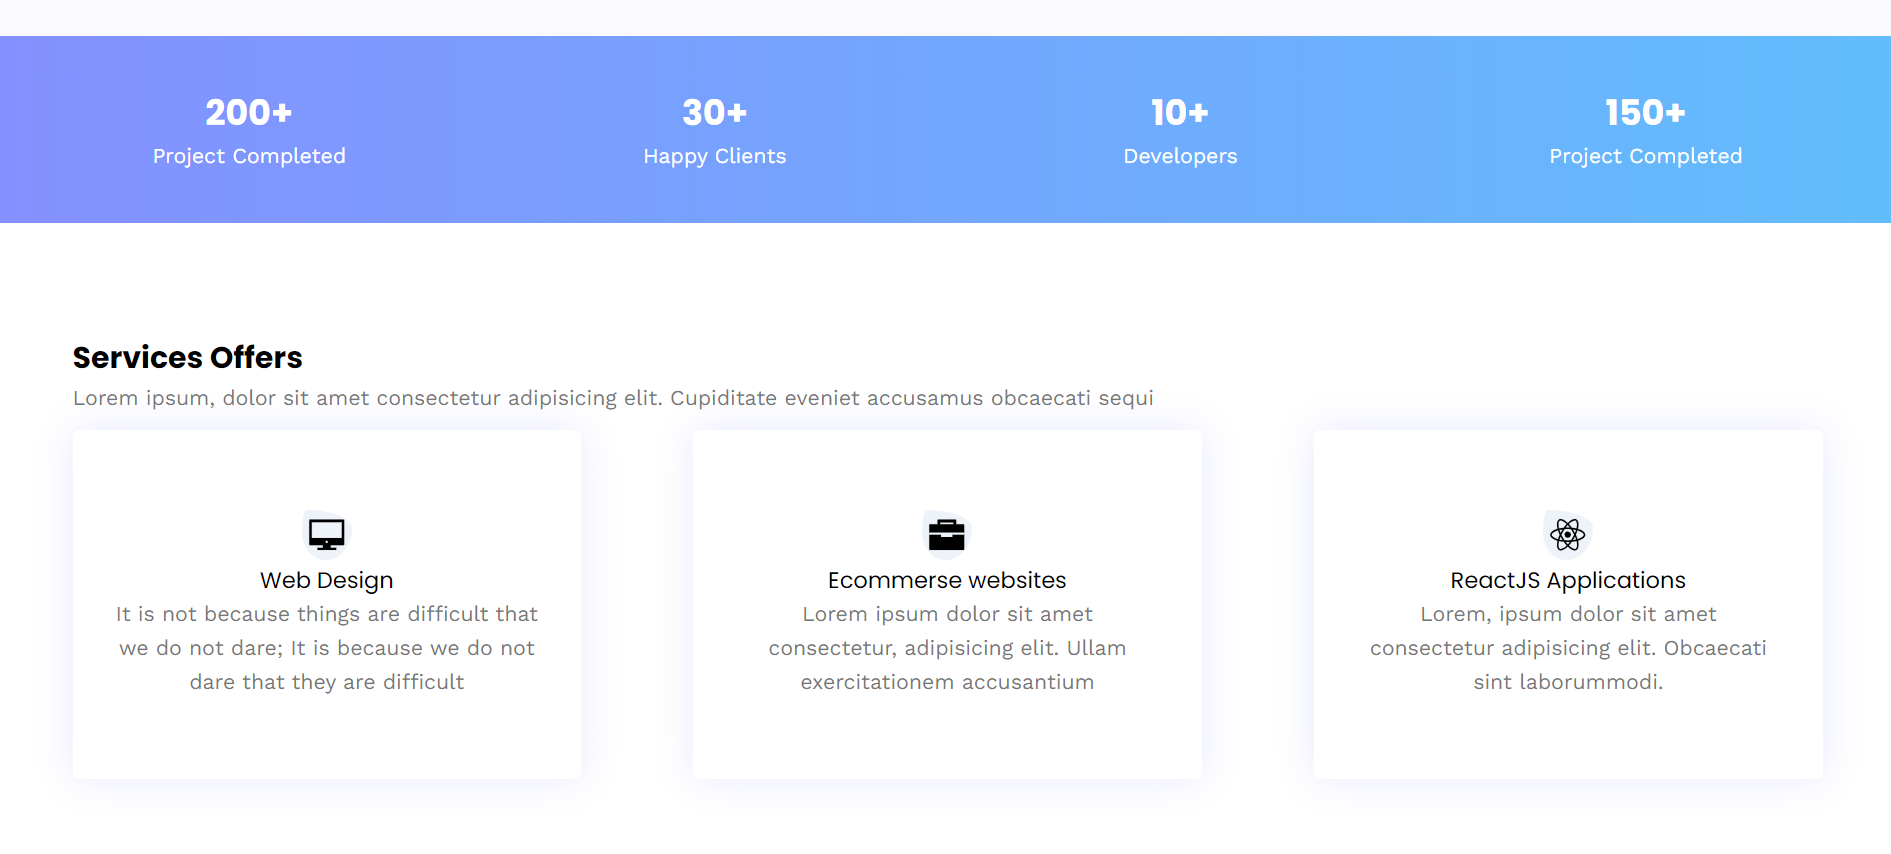 200+
30+
10+
150+
Project Completed
Happy Clients
Developers
Project Completed
Services Offers
Lorem ipsum, dolor sit amet consectetur adipisicing elit. Cupiditate eveniet accusamus obcaecati sequi
Web Design
It is not because things are difficult that
we do not dare; It is because we do not
dare that they are difficult
Ecommerse websites
Lorem ipsum dolor sit amet
consectetur, adipisicing elit. Ullam
exercitationem accusantium
ReactJS Applications
Lorem, ipsum dolor sit amet
consectetur adipisicing elit. Obcaecati
sint laborummodi.